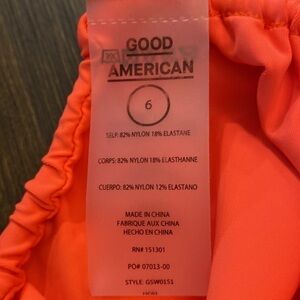 GOOD
AMERICAN
6
SELF: 82% NYLON 18% ELASTANE
CORPS: 82% NYLON 18% ELASTHANNE
CUERPO: 82% NYLON 12% ELASTANO
MADE IN CHINA
FABRIQUE AUX CHINA
HECHO EN CHINA
RN# 151301
PO# 07013-00
STYLE: GSW0151